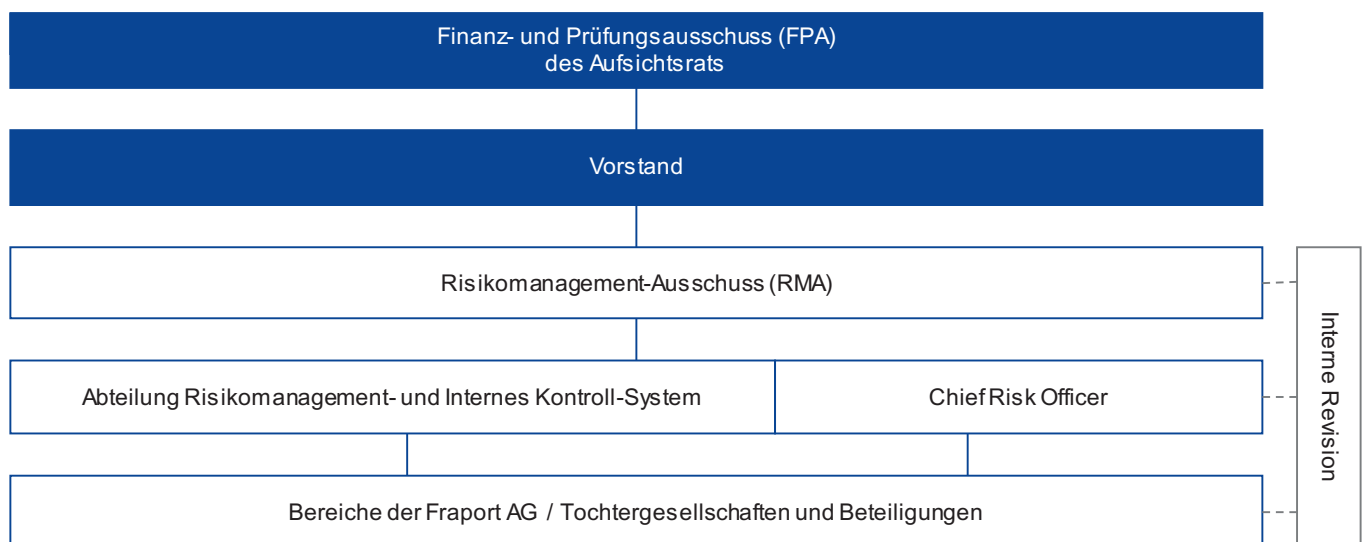 Finanz- und Prüfungsausschuss (FPA)
des Aufsichtsrats
Vorstand
Risikomanagement-Ausschuss (RMA)
Abteilung Risikomanagement- und Internes Kontroll-System
Chief Risk Officer
Bereiche der Fraport AG / Tochtergesellschaften und Beteiligungen
Interne Revision